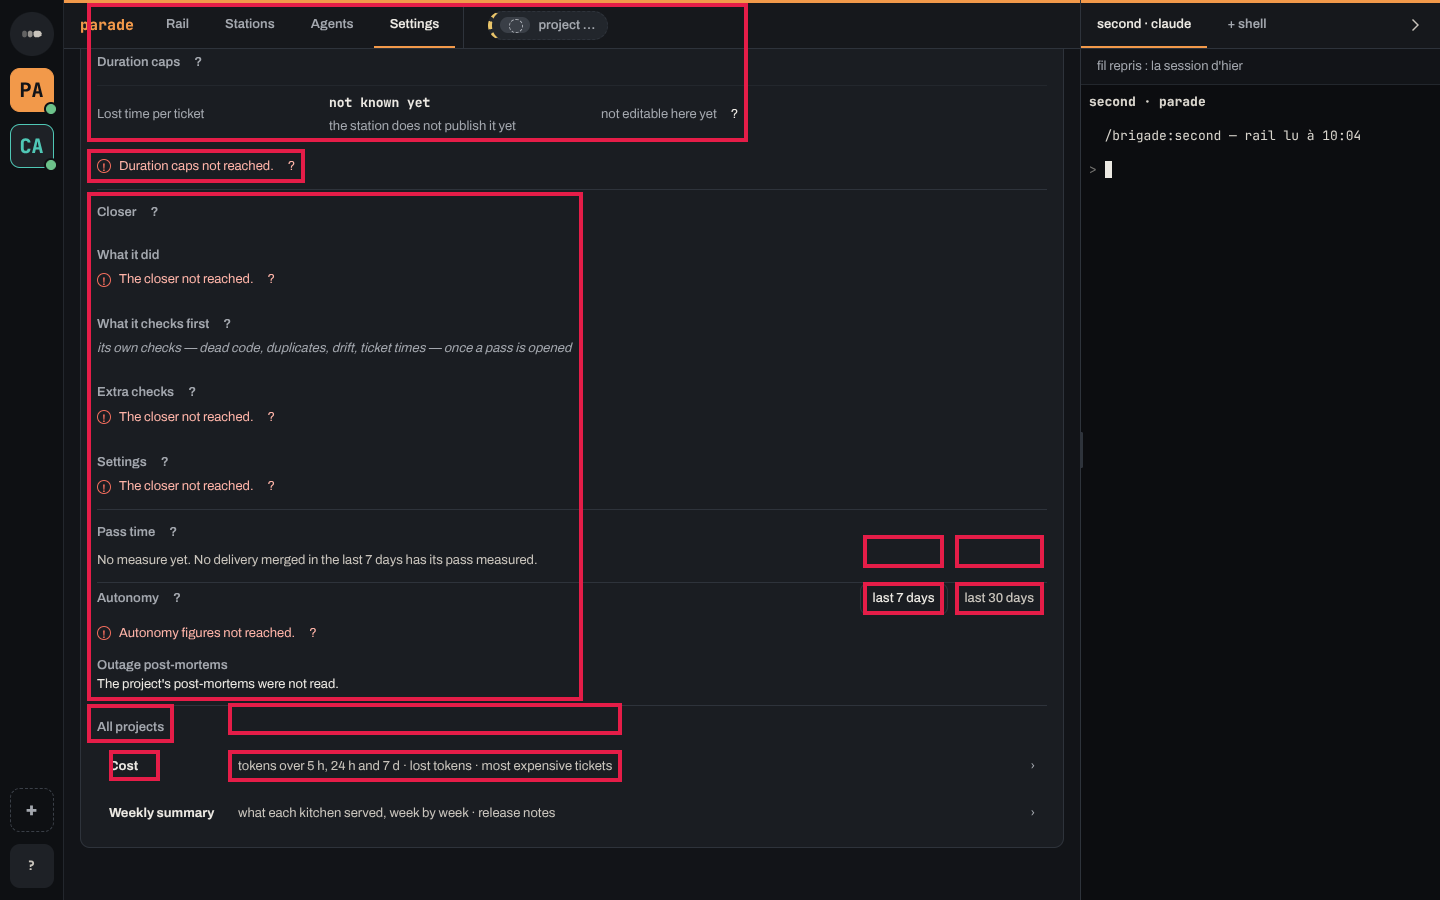 parade Rail Stations Agents Settings project ... second · claude + shell
PA
CA
+
?
fil repris : la session d'hier
second · parade
/brigade:second — rail lu à 10:04
>
Duration caps ?
Lost time per ticket
not known yet
the station does not publish it yet
not editable here yet ?
Duration caps not reached. ?
Closer ?
What it did
The closer not reached. ?
What it checks first ?
its own checks — dead code, duplicates, drift, ticket times — once a pass is opened
Extra checks ?
The closer not reached. ?
Settings ?
The closer not reached. ?
Pass time ?
No measure yet. No delivery merged in the last 7 days has its pass measured.
Autonomy ? last 7 days last 30 days
Autonomy figures not reached. ?
Outage post-mortems
The project's post-mortems were not read.
All projects
Cost tokens over 5 h, 24 h and 7 d · lost tokens · most expensive tickets ›
Weekly summary what each kitchen served, week by week · release notes ›